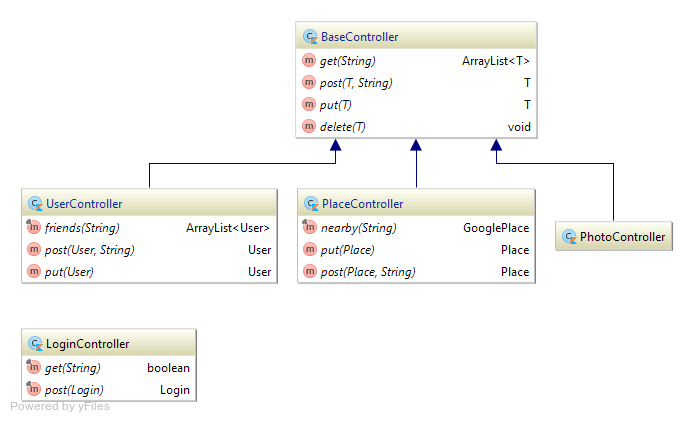 BaseController
get(String) ArrayList<T>
post(T, String) T
put(T) T
delete(T) void
UserController
friends(String) ArrayList<User>
post(User, String) User
put(User) User
PlaceController
nearby(String) GooglePlace
put(Place) Place
post(Place, String) Place
PhotoController
LoginController
get(String) boolean
post(Login) Login
Powered by yFiles